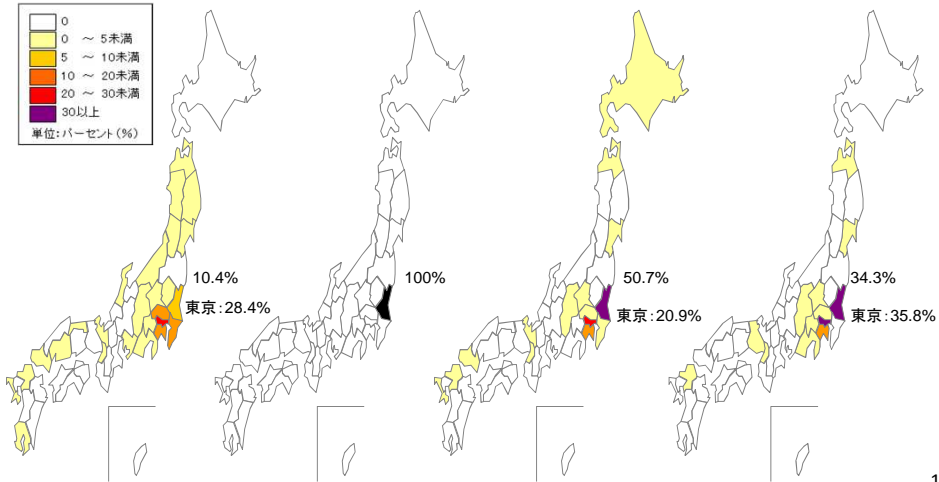 0
0 ～ 5未満
5 ～ 10未満
10 ～ 20未満
20 ～ 30未満
30以上
単位:パーセント(%)
10.4%
東京:28.4%
100%
50.7%
東京:20.9%
34.3%
東京:35.8%
1